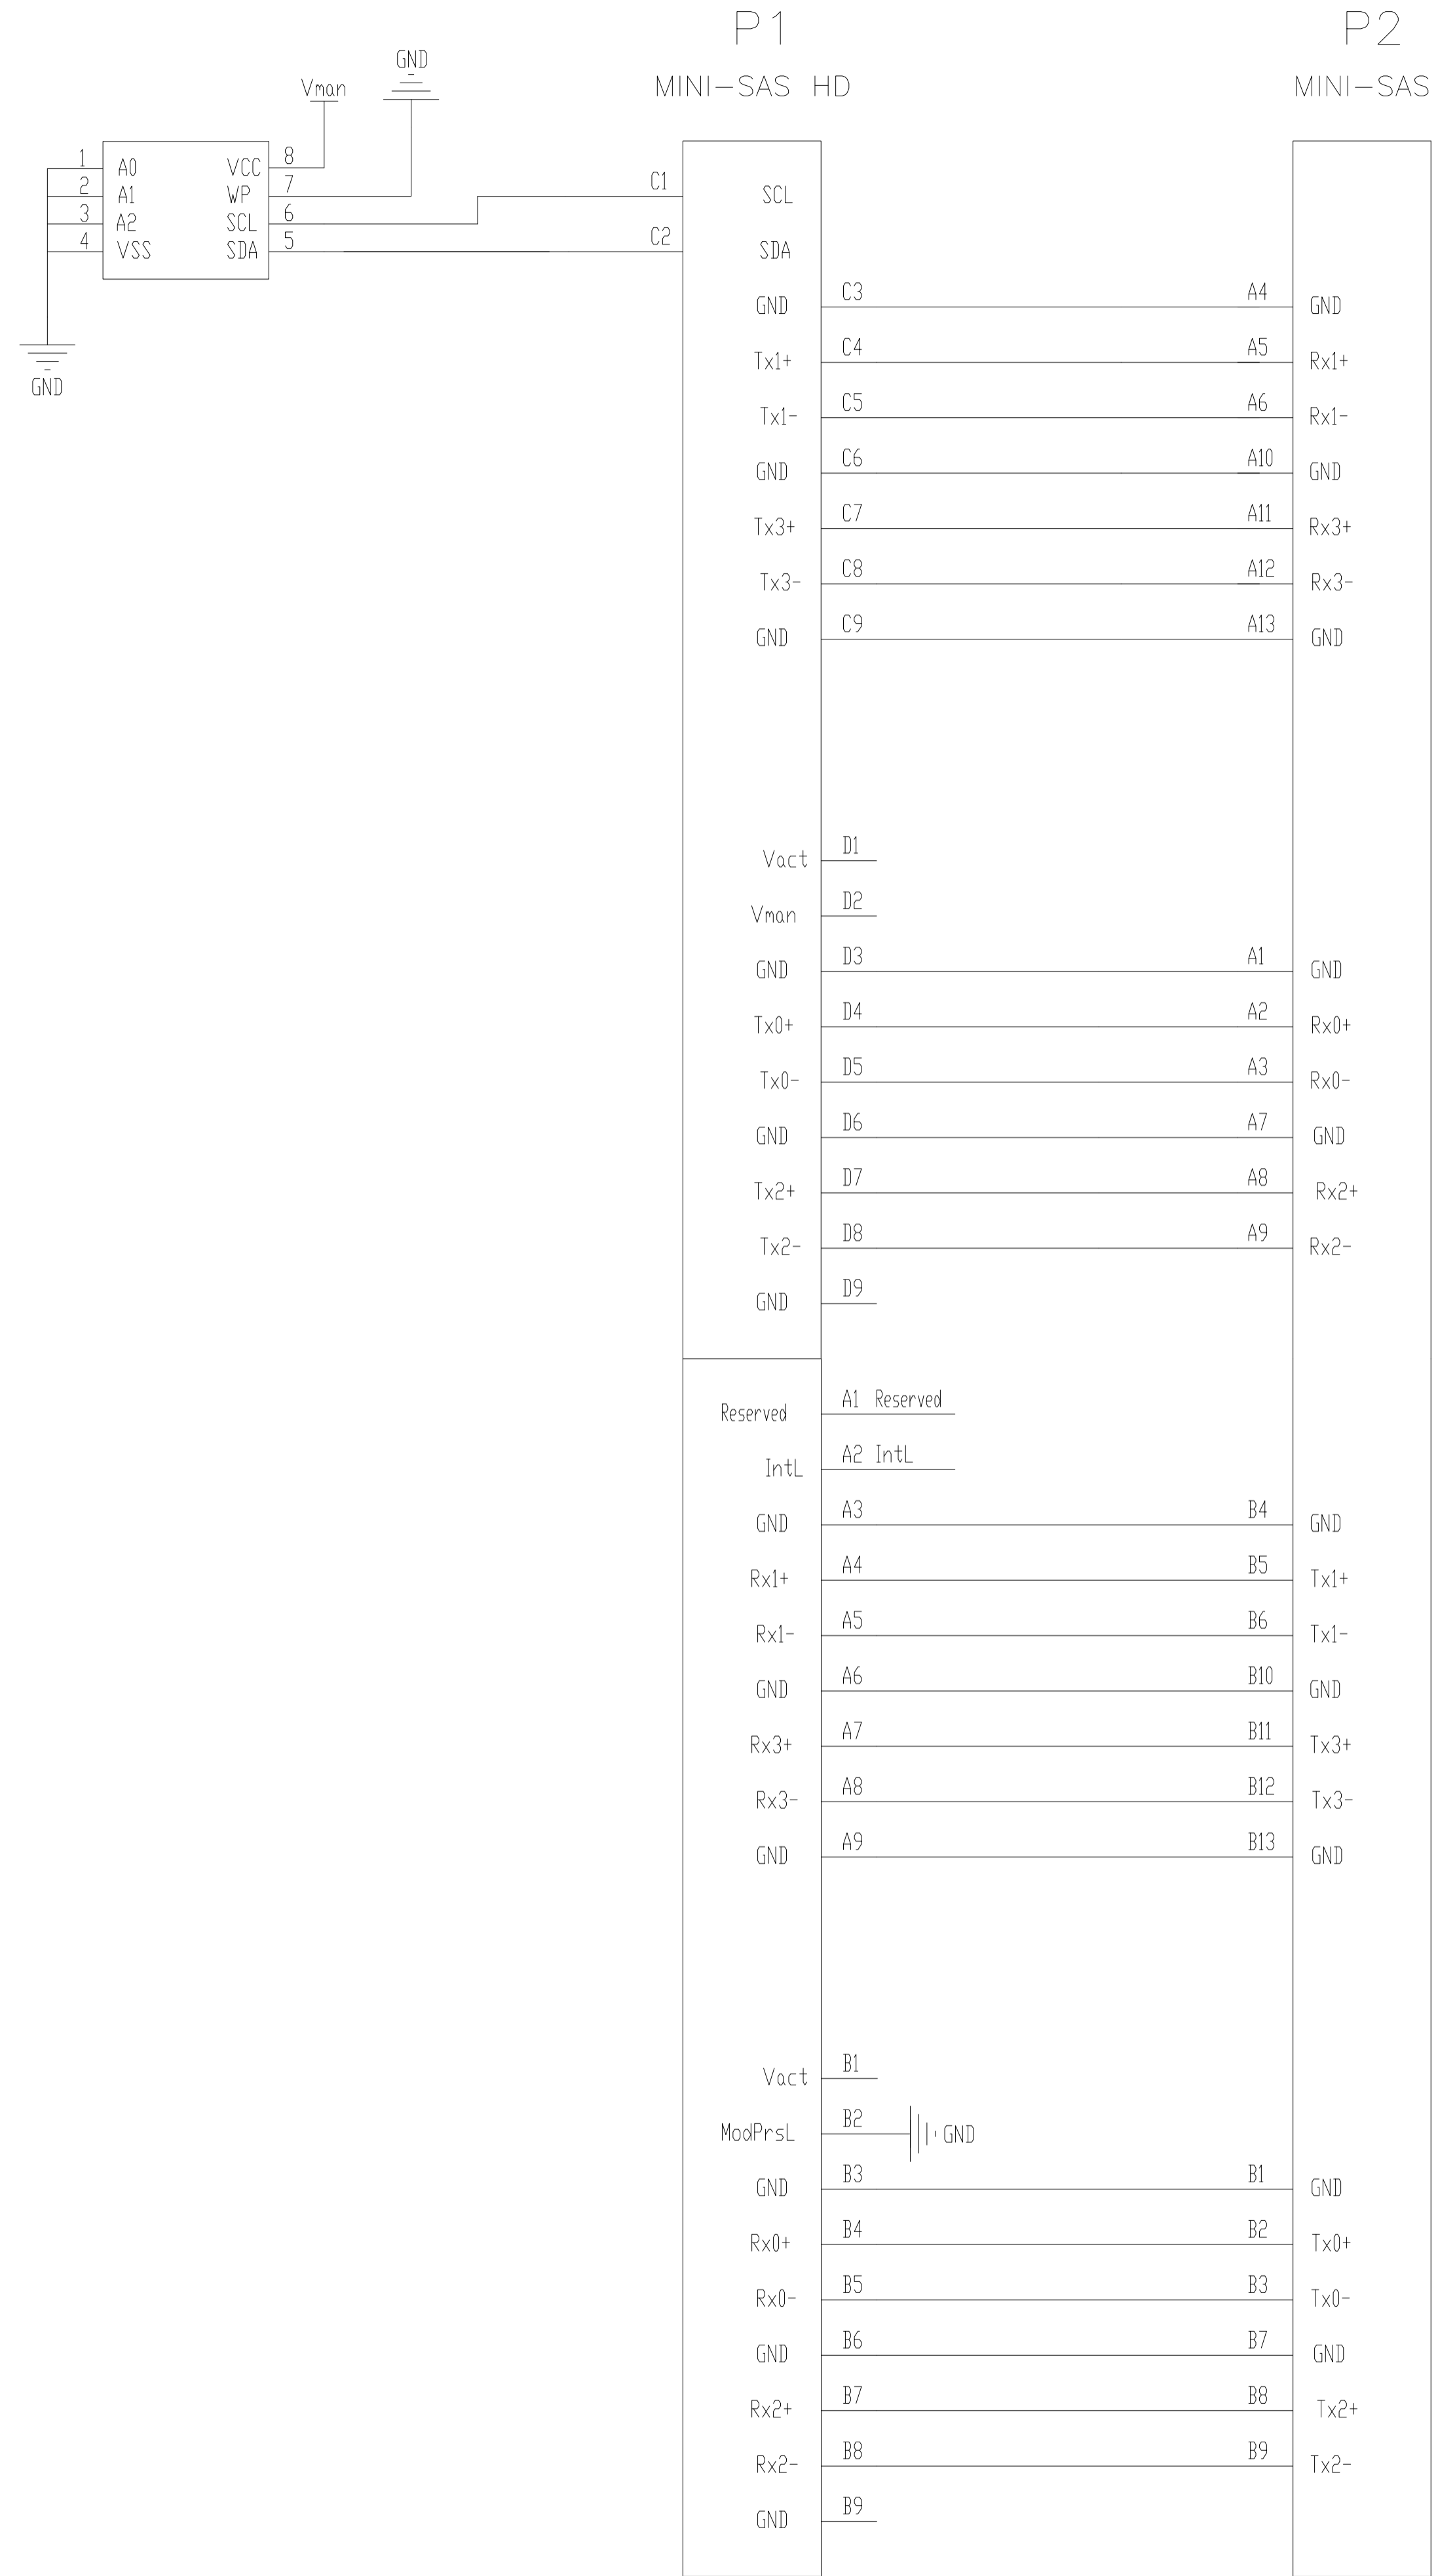 P1 P2
MINI-SAS HD MINI-SAS
GND
Vman
1 A0 VCC 8
2 A1 WP 7
3 A2 SCL 6
4 VSS SDA 5
GND
C1 SCL
C2 SDA
GND C3 A4 GND
Tx1+ C4 A5 Rx1+
Tx1- C5 A6 Rx1-
GND C6 A10 GND
Tx3+ C7 A11 Rx3+
Tx3- C8 A12 Rx3-
GND C9 A13 GND
Vact D1
Vman D2
GND D3 A1 GND
Tx0+ D4 A2 Rx0+
Tx0- D5 A3 Rx0-
GND D6 A7 GND
Tx2+ D7 A8 Rx2+
Tx2- D8 A9 Rx2-
GND D9
Reserved A1 Reserved
IntL A2 IntL
GND A3 B4 GND
Rx1+ A4 B5 Tx1+
Rx1- A5 B6 Tx1-
GND A6 B10 GND
Rx3+ A7 B11 Tx3+
Rx3- A8 B12 Tx3-
GND A9 B13 GND
Vact B1
ModPrsL B2 GND
GND B3 B1 GND
Rx0+ B4 B2 Tx0+
Rx0- B5 B3 Tx0-
GND B6 B7 GND
Rx2+ B7 B8 Tx2+
Rx2- B8 B9 Tx2-
GND B9